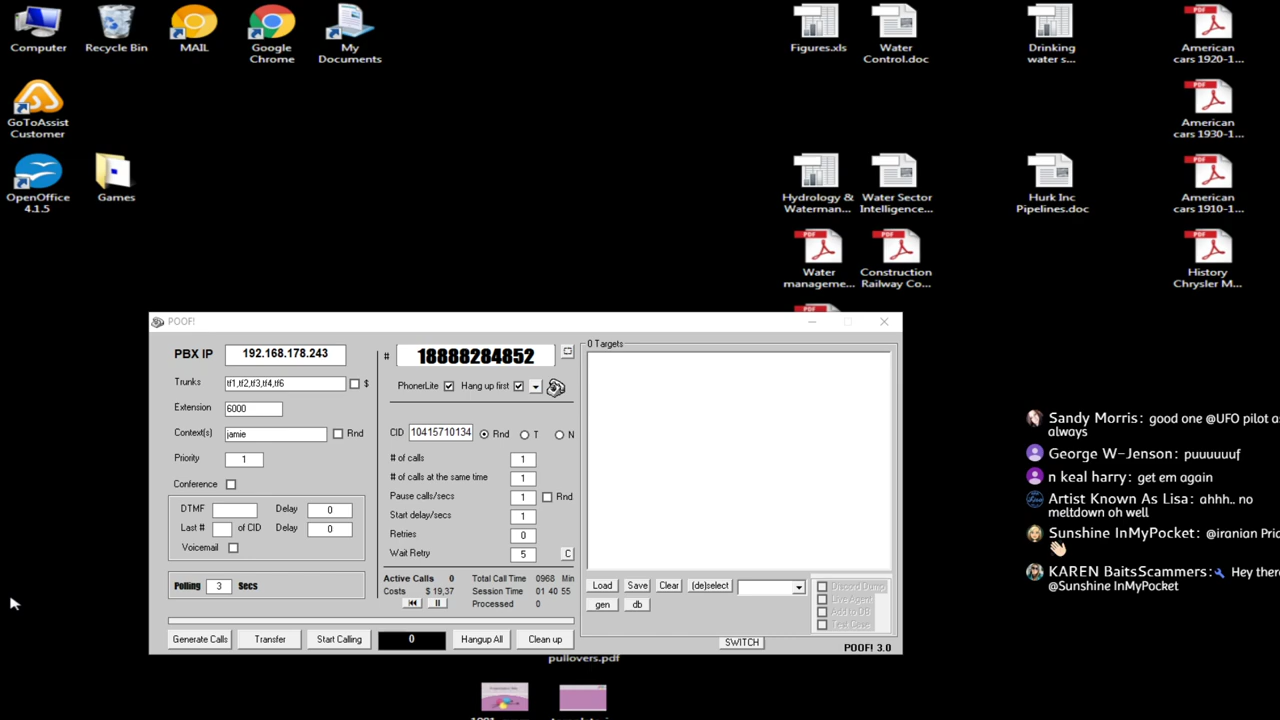 Computer
Recycle Bin
MAIL
Google
Chrome
My
Documents
Figures.xls
Water
Control.doc
Drinking
water s...
American
cars 1920-1...
GoToAssist
Customer
American
cars 1930-1...
OpenOffice
4.1.5
Games
Hydrology &
Waterman...
Water Sector
Intelligence...
Hurk Inc
Pipelines.doc
American
cars 1910-1...
Water
manageme...
Construction
Railway Co...
History
Chrysler M...
POOF!
PBX IP 192.168.178.243
Trunks tf1,tf2,tf3,tf4,tf6 $
Extension 6000
Context(s) jamie Rnd
Priority 1
Conference
DTMF Delay 0
Last # of CID Delay 0
Voicemail
Polling 3 Secs
# 18888284852
PhonerLite Hang up first
CID 10415710134 Rnd T N
# of calls 1
# of calls at the same time 1
Pause calls/secs 1 Rnd
Start delay/secs 1
Retries 0
Wait Retry 5 C
Active Calls 0 Total Call Time 0968 Min
Costs $ 19,37 Session Time 01 40 55
Processed 0
Generate Calls Transfer Start Calling 0 Hangup All Clean up
0 Targets
Load Save Clear (de)select
gen db
Discord Dump
Live Agent
Add to DB
SWITCH
POOF! 3.0
pullovers.pdf
Sandy Morris: good one @UFO pilot as
always
George W-Jenson: puuuuuuf
n keal harry: get em again
Artist Known As Lisa: ahhh.. no
meltdown oh well
Sunshine InMyPocket: @iranian Pric
KAREN BaitsScammers: Hey there
@Sunshine InMyPocket